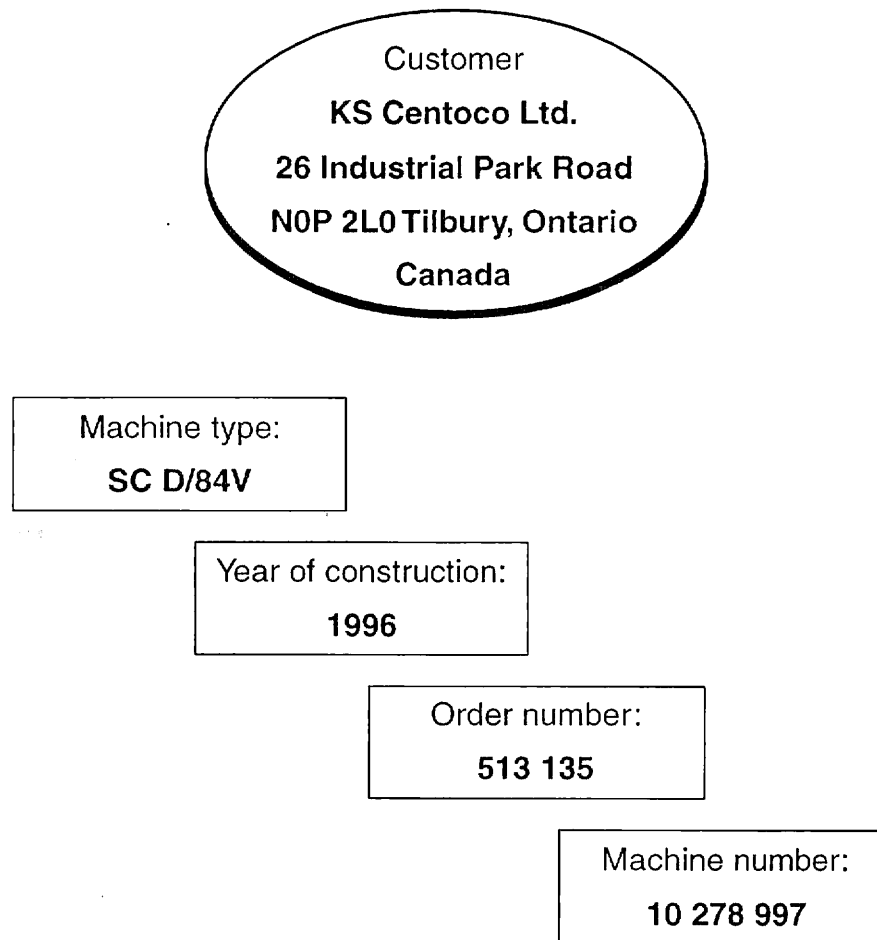 Customer
KS Centoco Ltd.
26 Industrial Park Road
N0P 2L0 Tilbury, Ontario
Canada
Machine type:
SC D/84V
Year of construction:
1996
Order number:
513 135
Machine number:
10 278 997